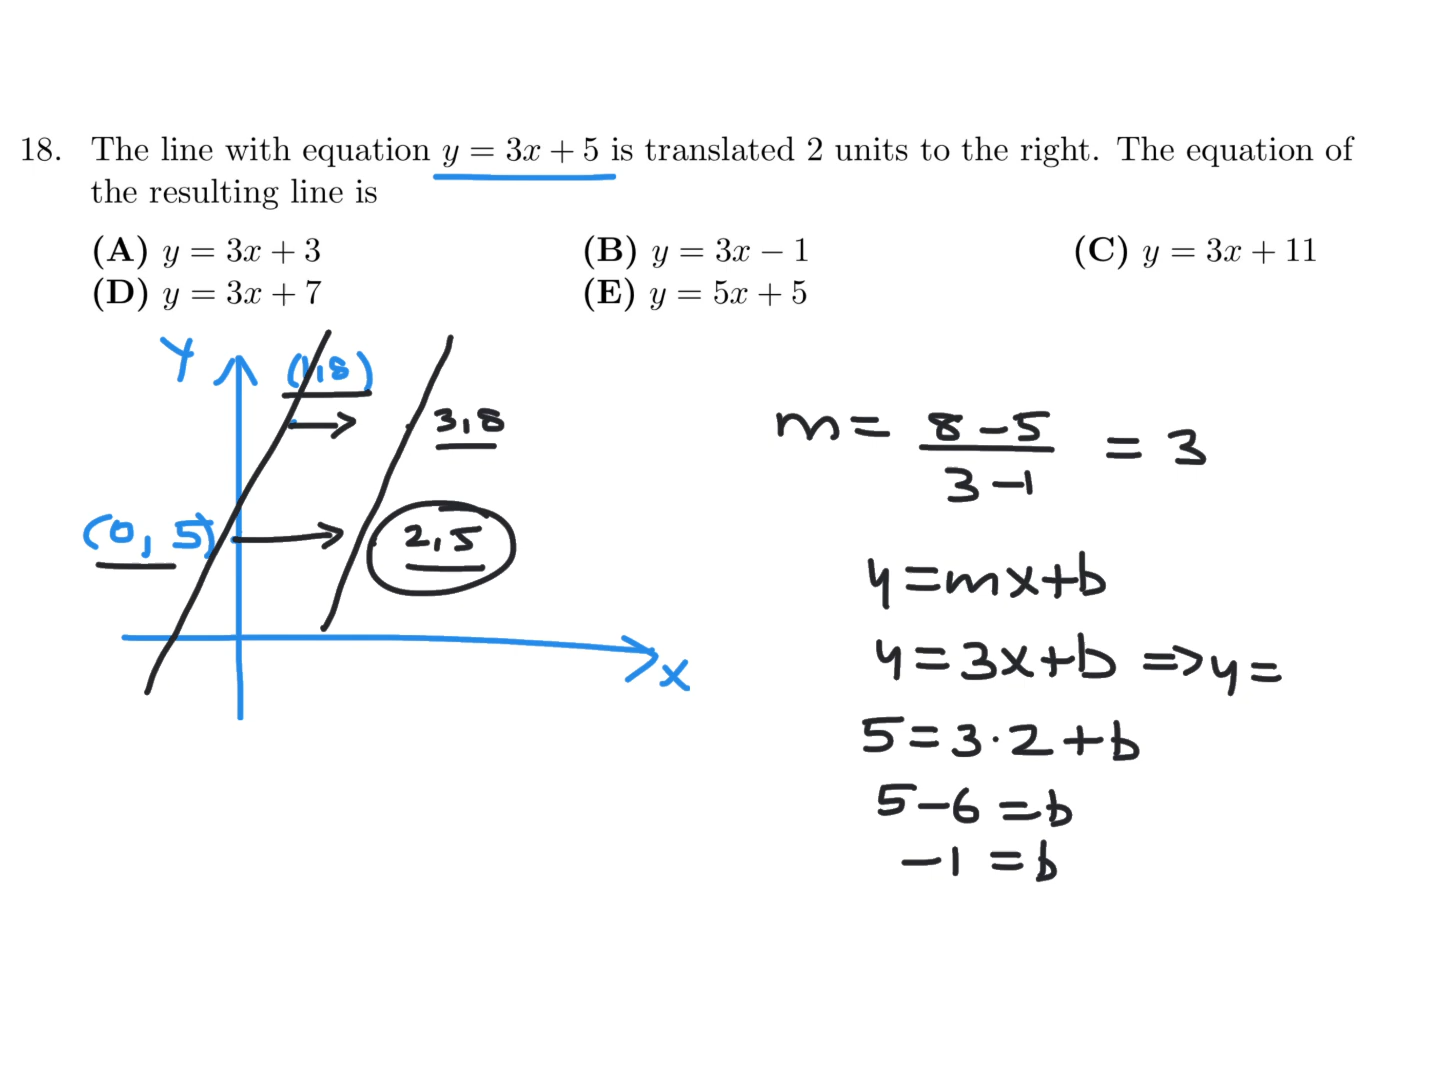 18. The line with equation y = 3x + 5 is translated 2 units to the right. The equation of
the resulting line is
(A) y = 3x + 3 (B) y = 3x − 1 (C) y = 3x + 11
(D) y = 3x + 7 (E) y = 5x + 5
Y
(1,8)
3,8
(0, 5)
2,5
x
m = 8-5 / 3-1 = 3
y=mx+b
y=3x+b => y=
5=3·2+b
5-6=b
-1=b